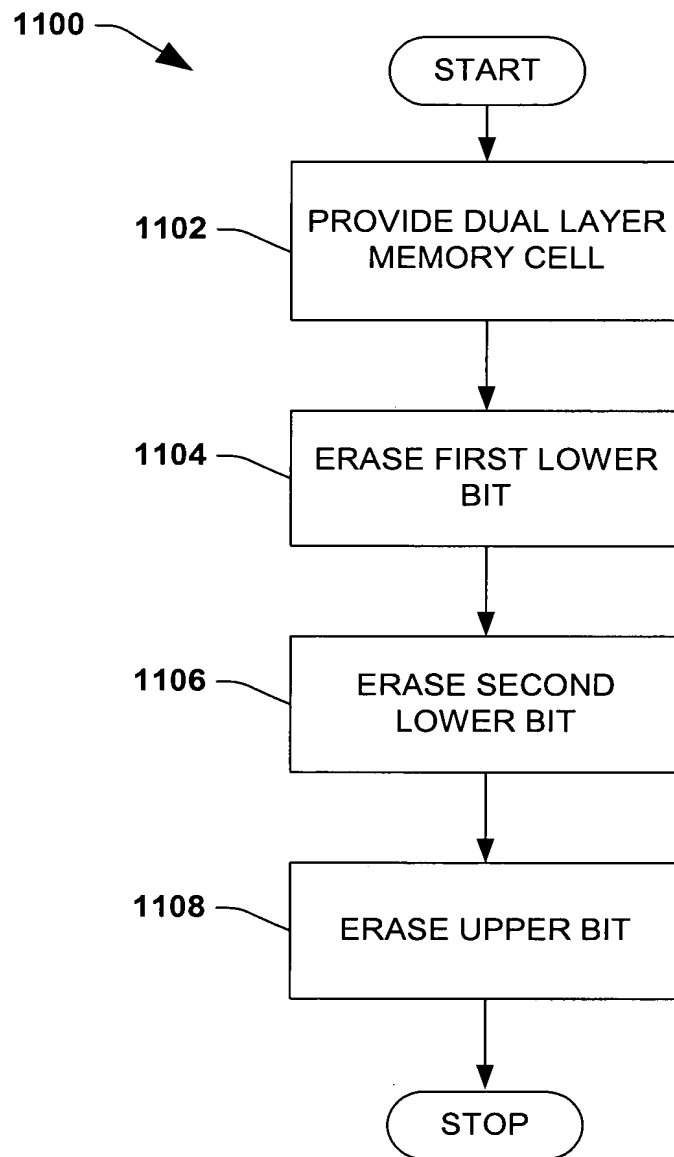 1100
START
1102
PROVIDE DUAL LAYER
MEMORY CELL
1104
ERASE FIRST LOWER
BIT
1106
ERASE SECOND
LOWER BIT
1108
ERASE UPPER BIT
STOP